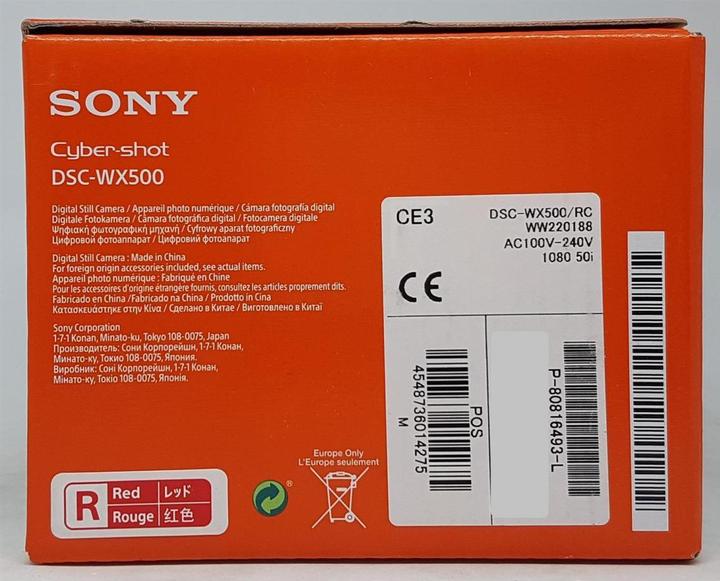 SONY
Cyber-shot
DSC-WX500
Digital Still Camera / Appareil photo numérique / Cámara fotografía digital
Digitale Fotokamera / Câmara fotográfica digital / Fotocamera digitale
Ψηφιακή φωτογραφική μηχανή / Cyfrowy aparat fotograficzny
Цифровой фотоаппарат / Цифровий фотоапарат
Digital Still Camera : Made in China
For foreign origin accessories included, see actual items.
Appareil photo numérique : Fabriqué en Chine
Pour les accessoires d'origine étrangère fournis, consultez les articles proprement dits.
Fabricado en China /Fabricado na China / Prodotto in Cina
Κατασκευάστηκε στην Κίνα / Сделано в Китае / Виготовлено в Китаї
Sony Corporation
1-7-1 Konan, Minato-ku, Tokyo 108-0075, Japan
Производитель: Сони Корпорейшн, 1-7-1 Конан,
Минато-ку, Токио 108-0075, Япония.
Виробник: Соні Корпорейшн, 1-7-1 Конан,
Мінато-ку, Токіо 108-0075, Японія.
R
Red
レッド
Rouge
红色
Europe Only
L'Europe seulement
CE3
DSC-WX500/RC
WW220188
AC100V-240V
1080 50i
CE
4548736014275
M
POS
P-80816493-L